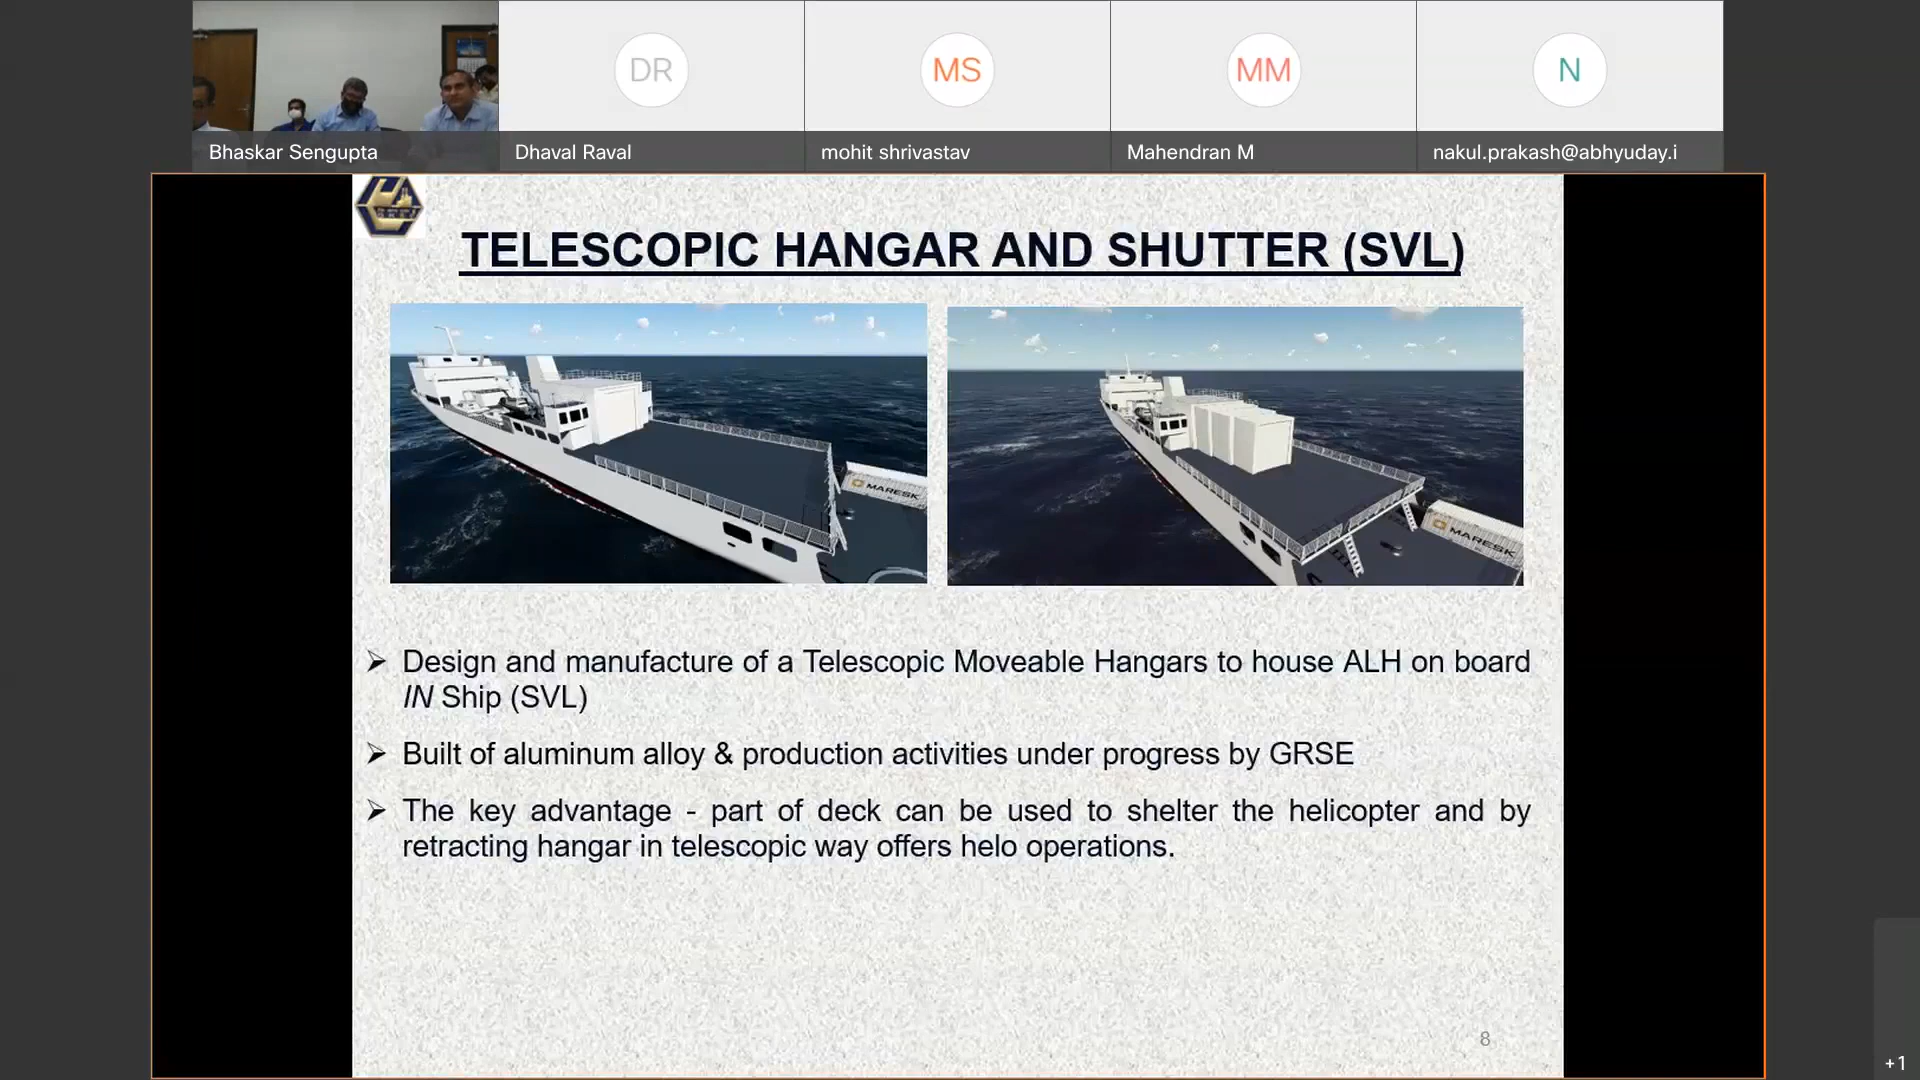 DR
MS
MM
N
Bhaskar Sengupta
Dhaval Raval
mohit shrivastav
Mahendran M
nakul.prakash@abhyuday.i
TELESCOPIC HANGAR AND SHUTTER (SVL)
MARESK
MARESK
➢ Design and manufacture of a Telescopic Moveable Hangars to house ALH on board
IN Ship (SVL)
➢ Built of aluminum alloy & production activities under progress by GRSE
➢ The key advantage - part of deck can be used to shelter the helicopter and by
retracting hangar in telescopic way offers helo operations.
8
+1